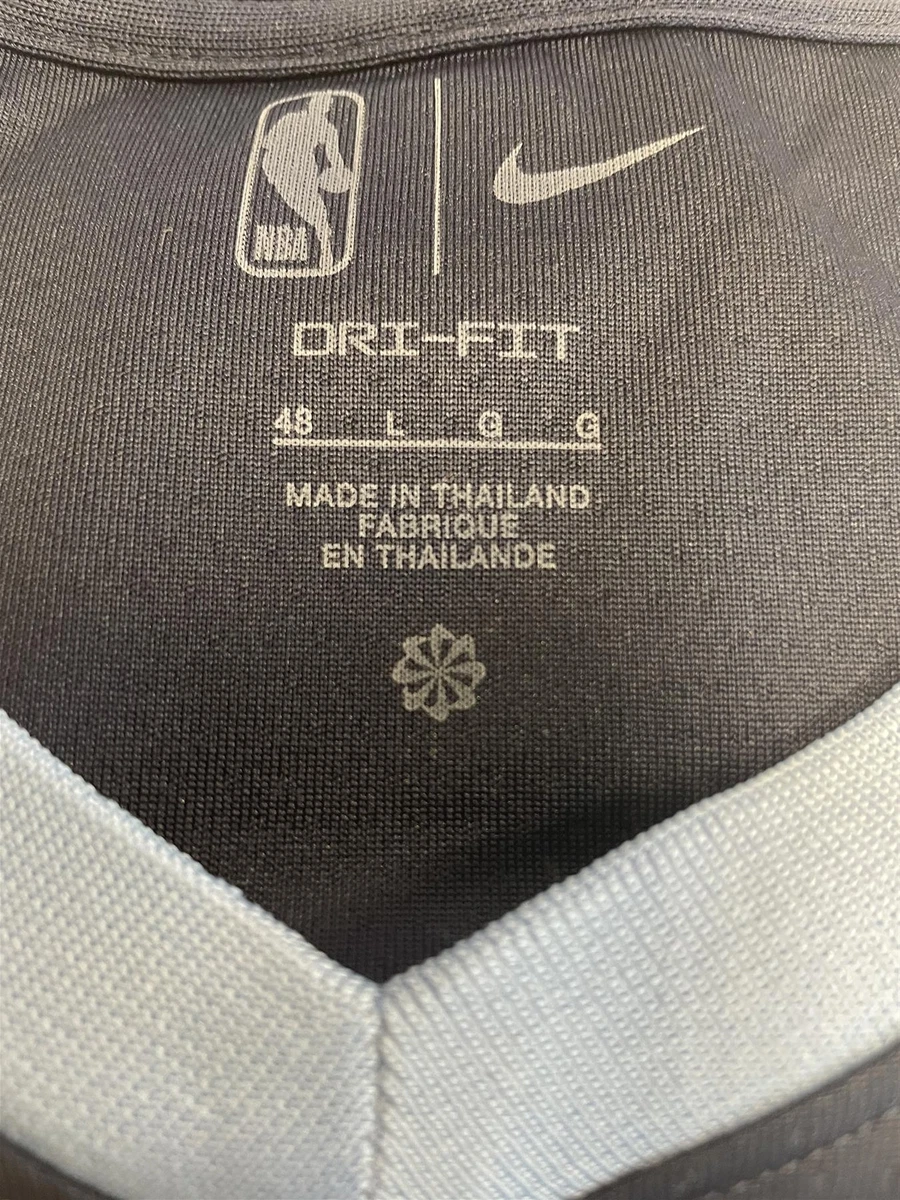 NBA
DRI-FIT
48 L G G
MADE IN THAILAND
FABRIQUE
EN THAILANDE